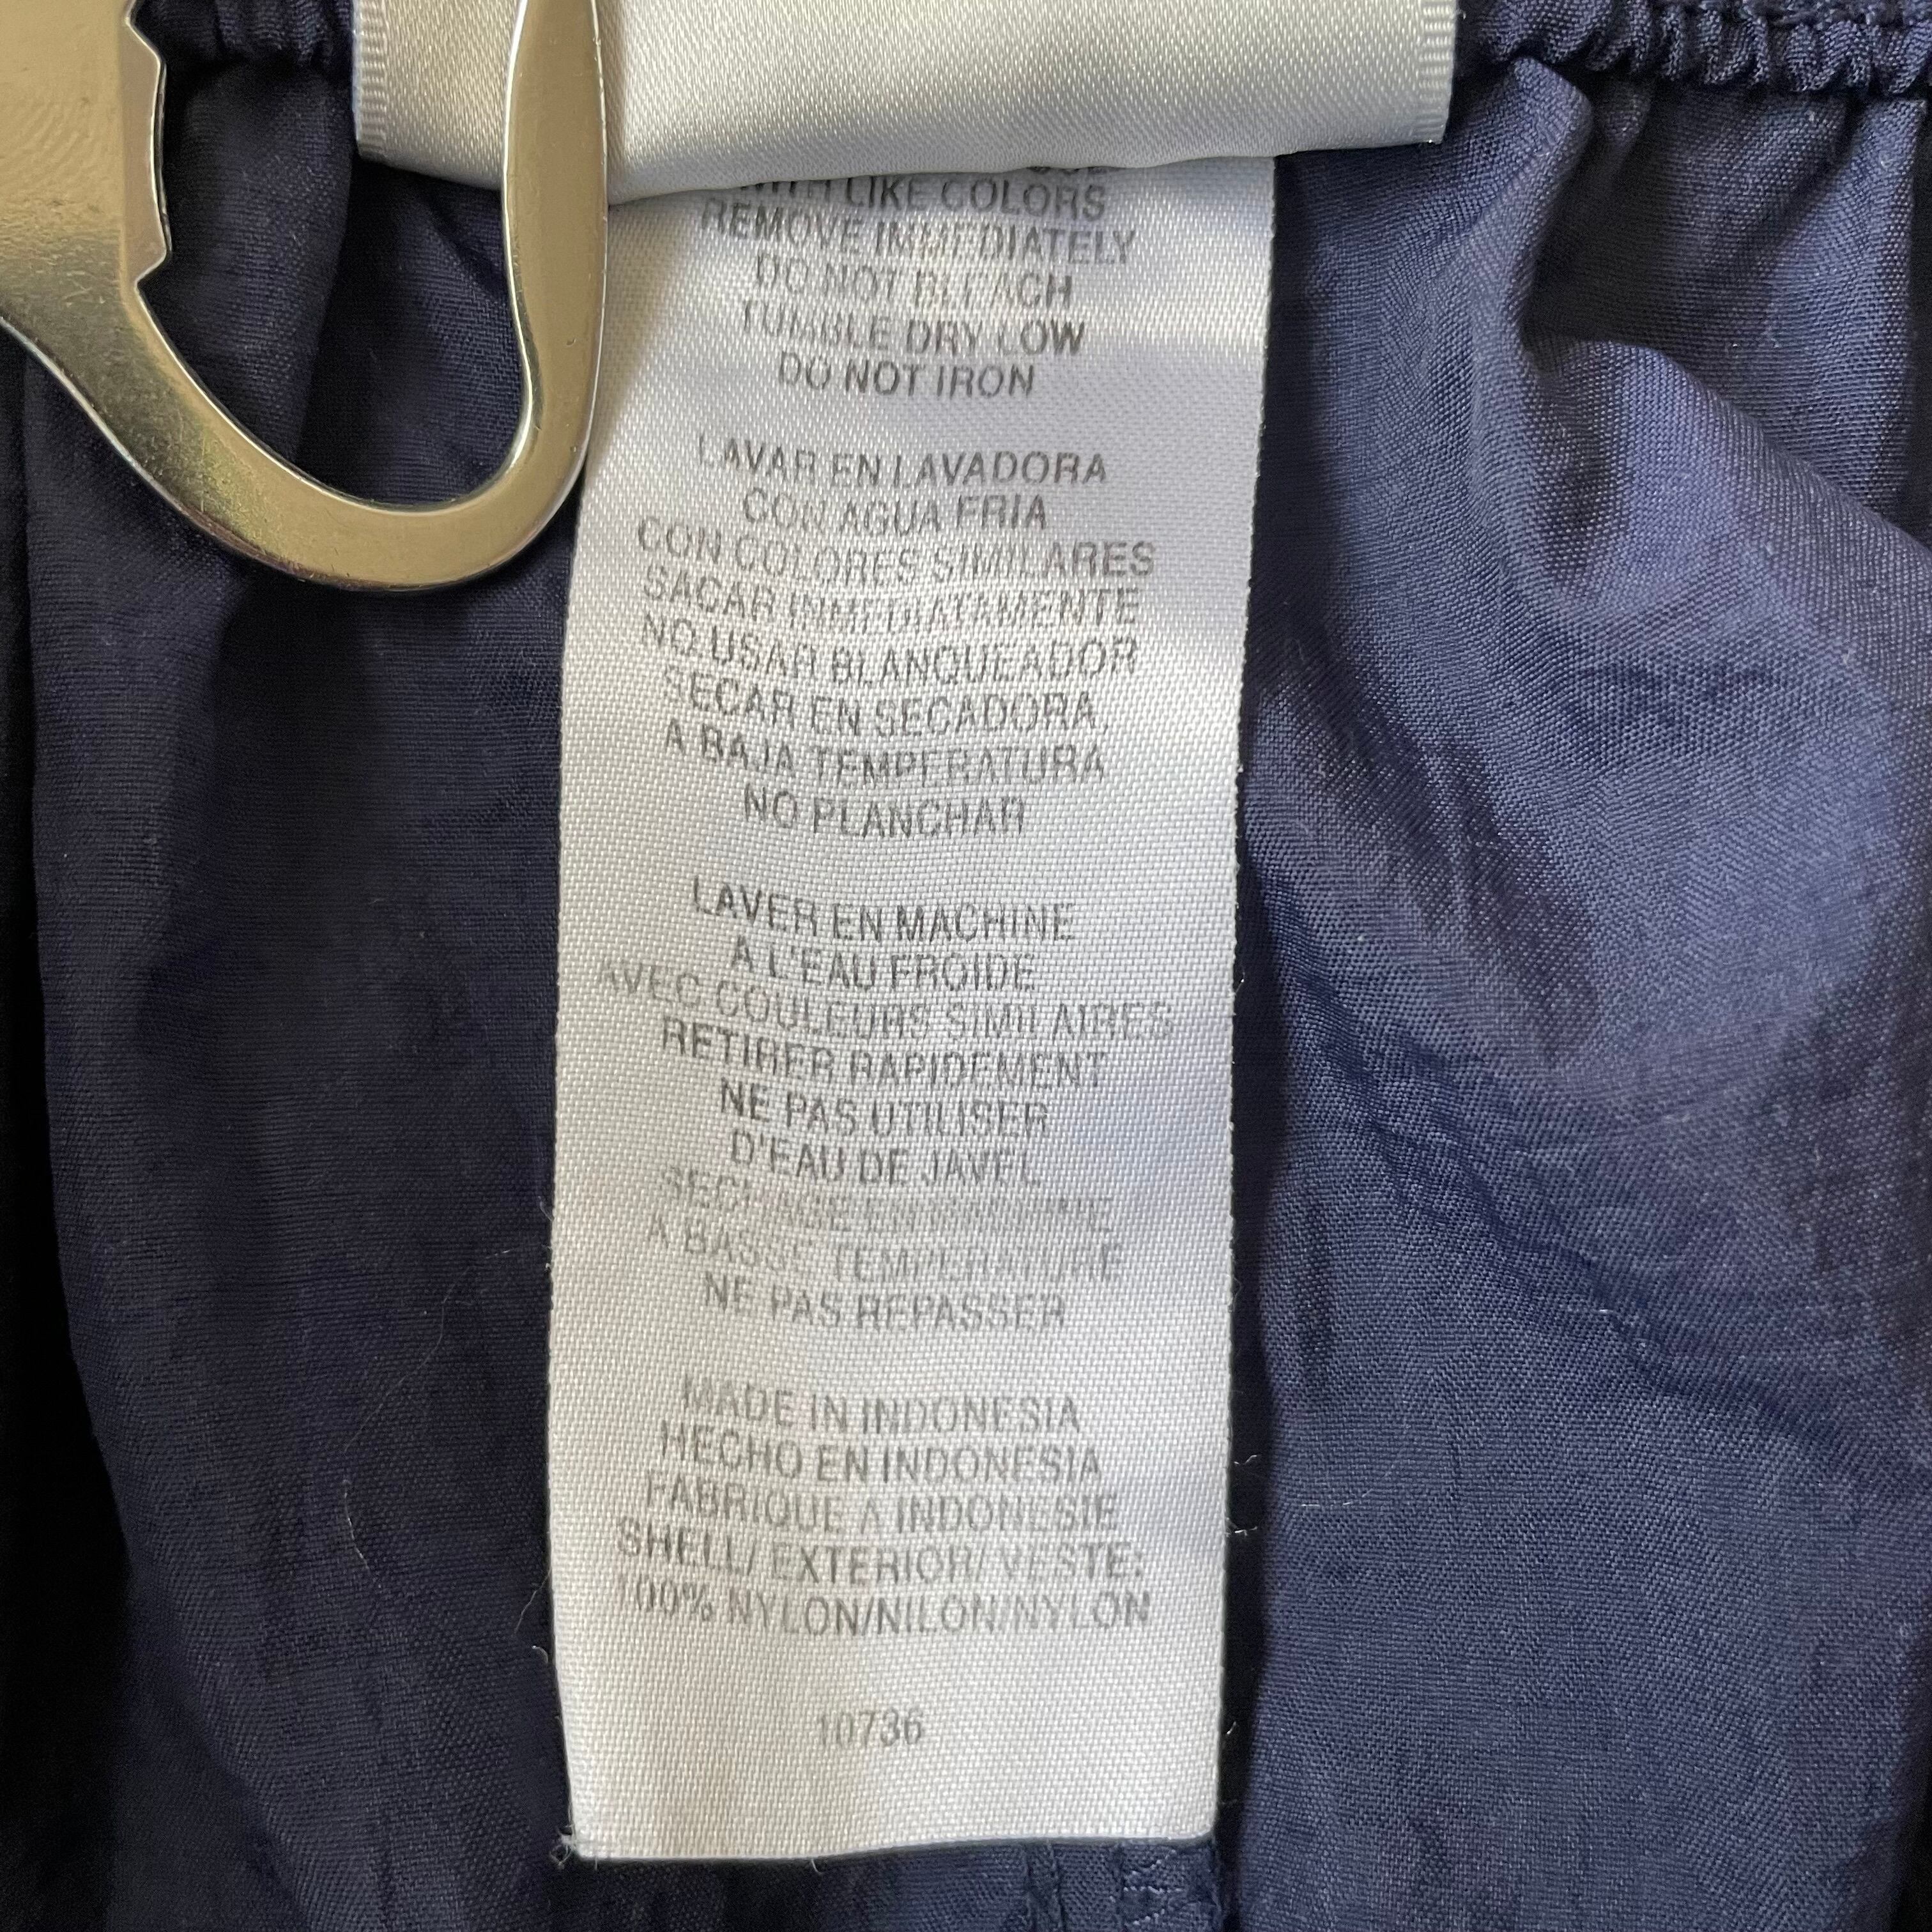 WITH LIKE COLORS
REMOVE IMMEDIATELY
DO NOT BLEACH
TUMBLE DRY LOW
DO NOT IRON
LAVAR EN LAVADORA
CON AGUA FRIA
CON COLORES SIMILARES
SACAR INMEDIATAMENTE
NO USAR BLANQUEADOR
SECAR EN SECADORA,
A BAJA TEMPERATURA
NO PLANCHAR
LAVER EN MACHINE
A L'EAU FROIDE
AVEC COULEURS SIMILAIRES
RETIRER RAPIDEMENT
NE PAS UTILISER
D'EAU DE JAVEL
SECHAGE EN MACHINE
A BASSE TEMPERATURE
NE PAS REPASSER
MADE IN INDONESIA
HECHO EN INDONESIA
FABRIQUE A INDONESIE
SHELL/ EXTERIOR/ VESTE:
100% NYLON/NILON/NYLON
10736